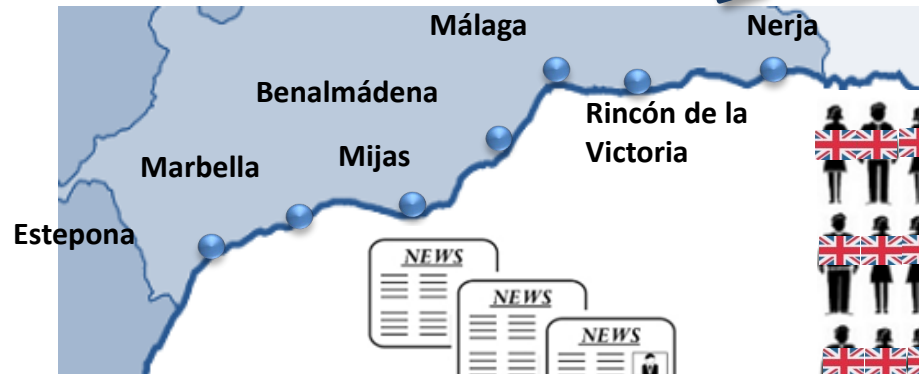 Málaga
Nerja
Benalmádena
Rincón de la
Victoria
Marbella
Mijas
Estepona
NEWS
NEWS
NEWS